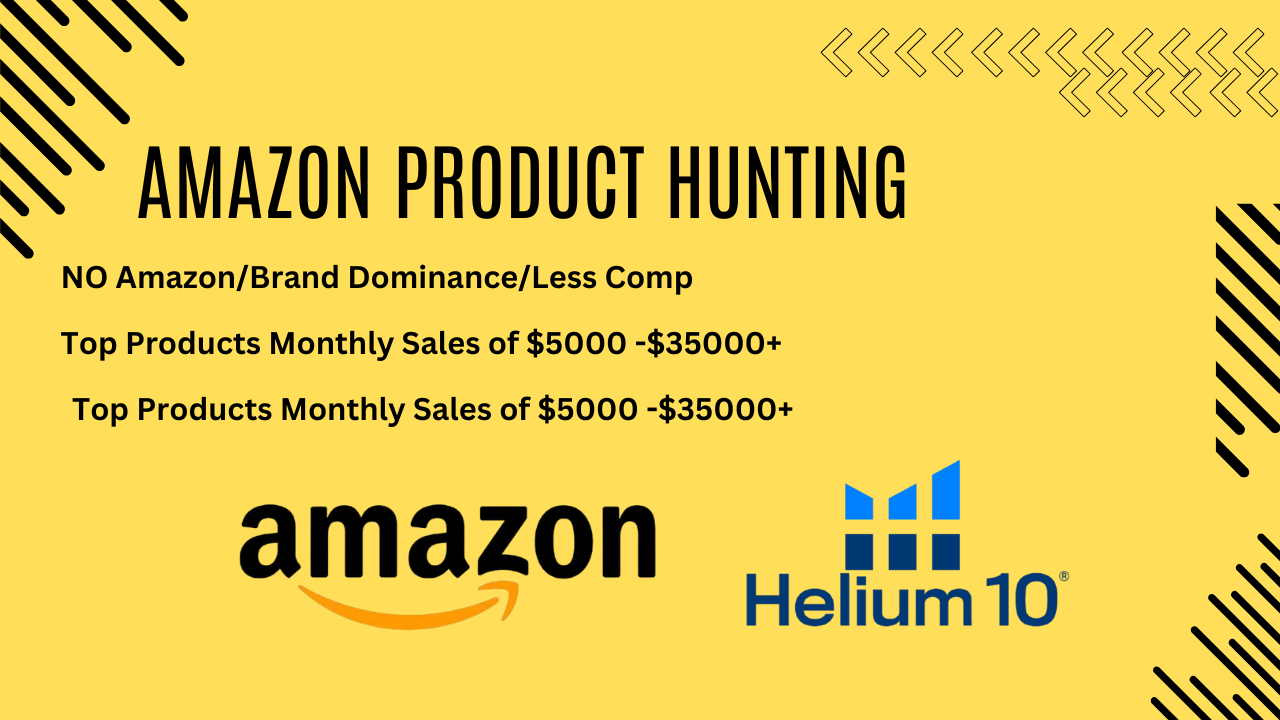 AMAZON PRODUCT HUNTING
NO Amazon/Brand Dominance/Less Comp
Top Products Monthly Sales of $5000 -$35000+
Top Products Monthly Sales of $5000 -$35000+
amazon
Helium 10®